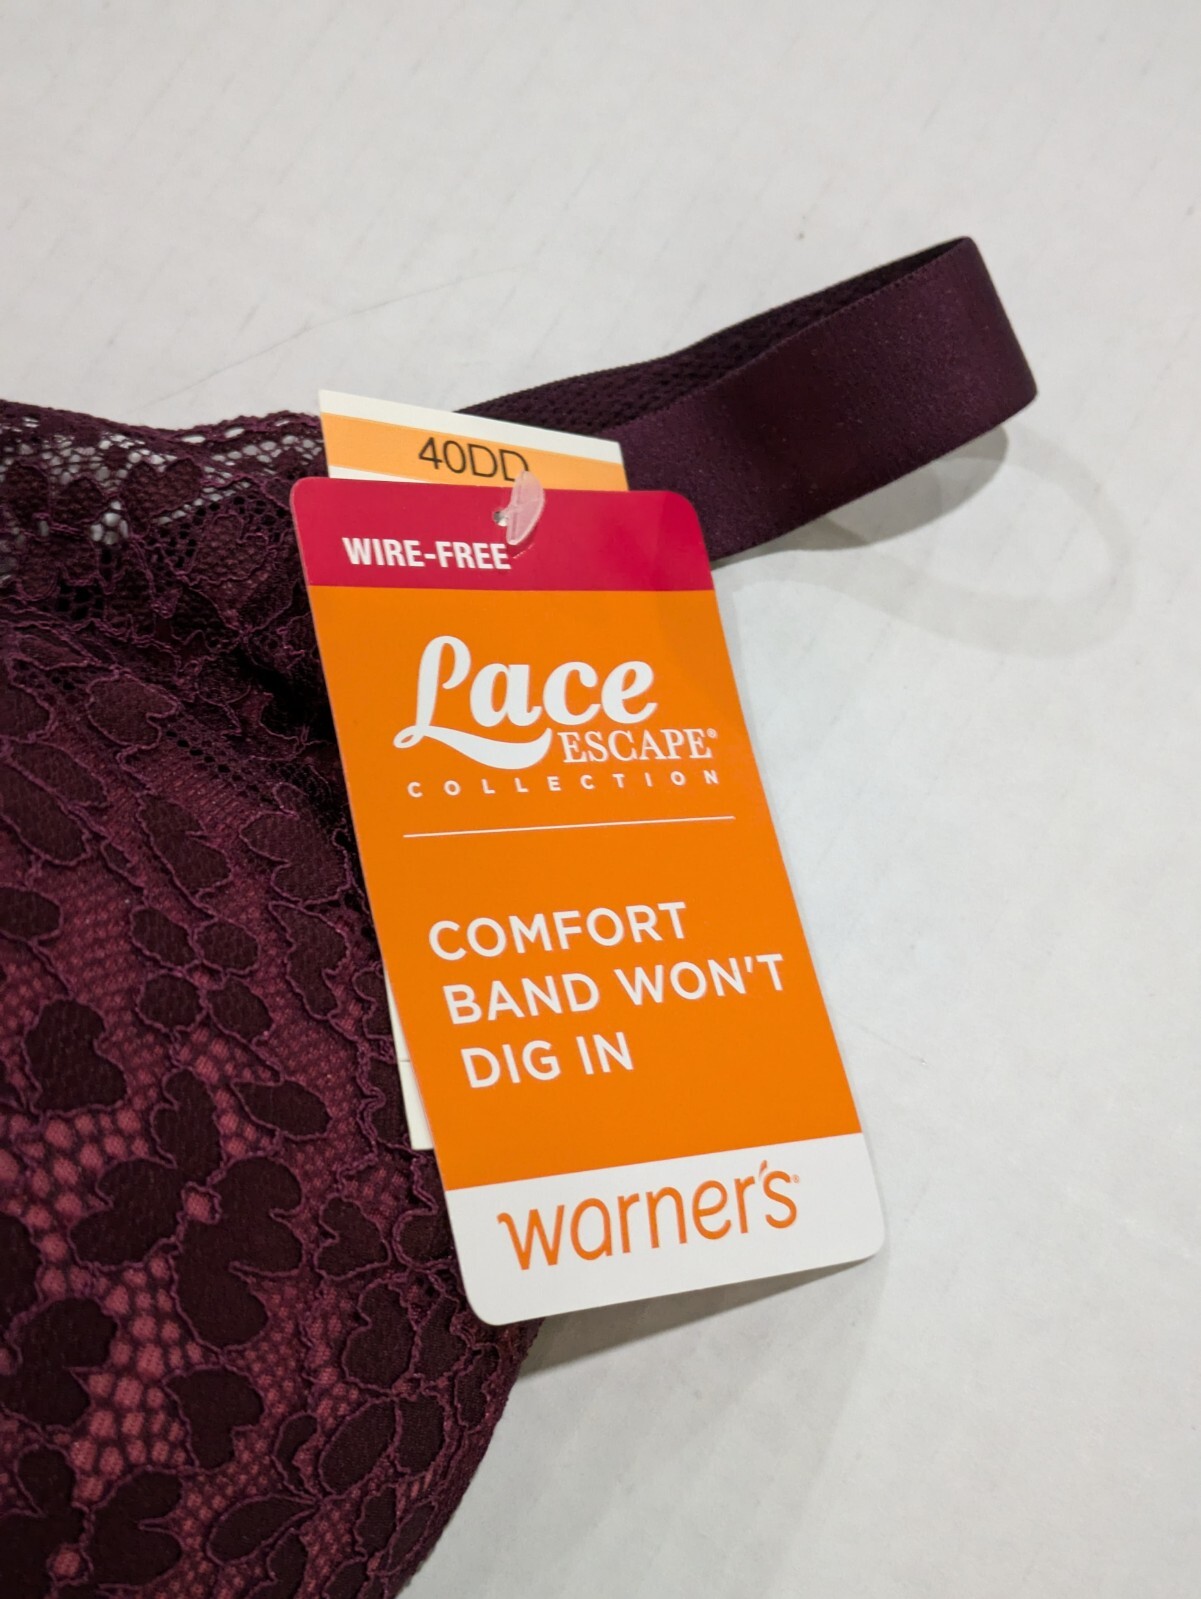 40DD
WIRE-FREE
Lace
ESCAPE®
COLLECTION
COMFORT
BAND WON'T
DIG IN
warner's®